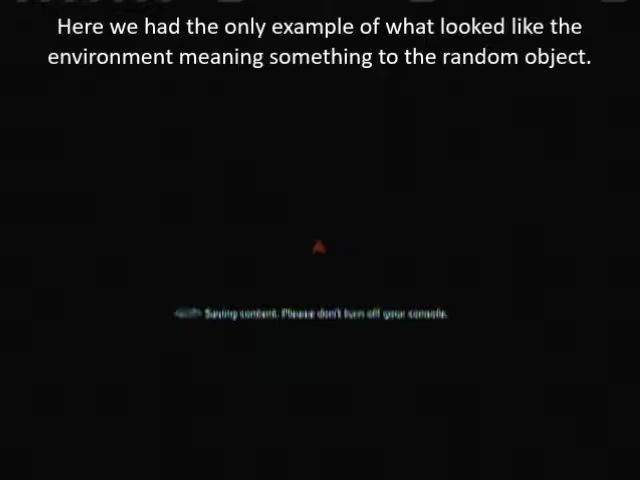 Here we had the only example of what looked like the
environment meaning something to the random object.
Saving content. Please don't turn off your console.